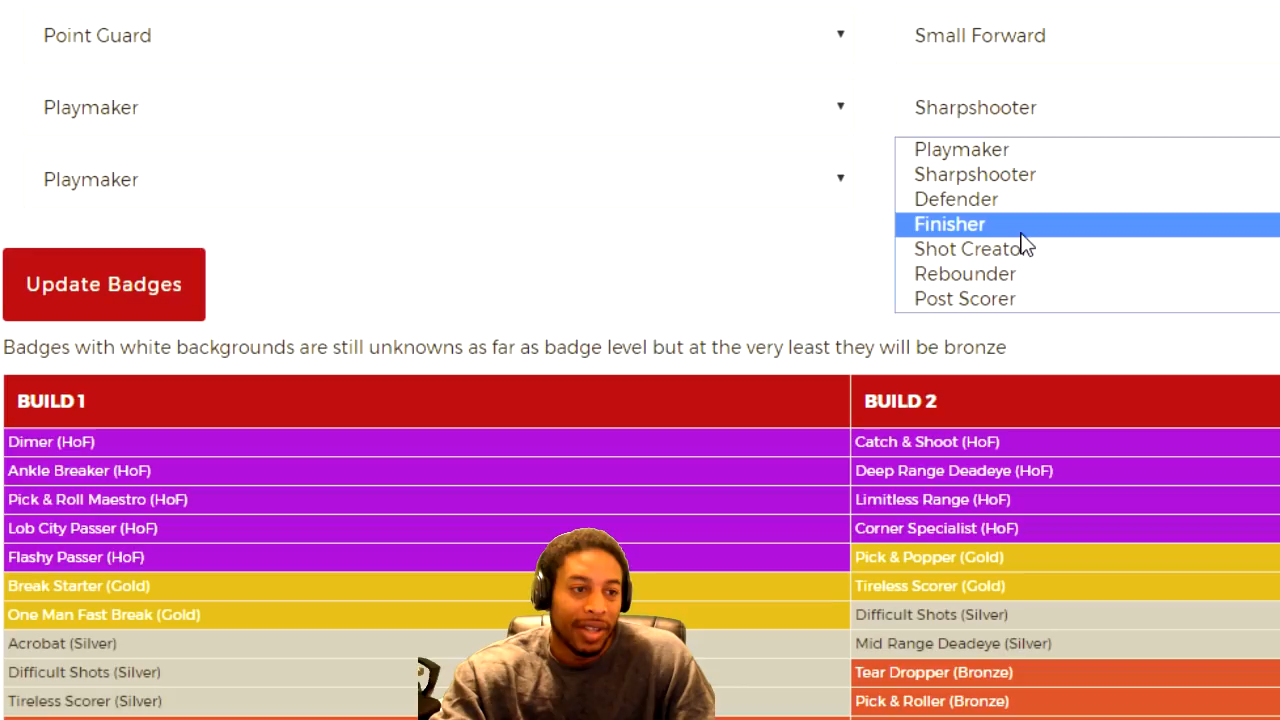 Point Guard ▼ Small Forward
Playmaker ▼ Sharpshooter
Playmaker ▼
Playmaker
Sharpshooter
Defender
Finisher
Shot Creato
Rebounder
Post Scorer
Update Badges
Badges with white backgrounds are still unknowns as far as badge level but at the very least they will be bronze
BUILD 1
Dimer (HoF)
Ankle Breaker (HoF)
Pick & Roll Maestro (HoF)
Lob City Passer (HoF)
Flashy Passer (HoF)
Break Starter (Gold)
One Man Fast Break (Gold)
Acrobat (Silver)
Difficult Shots (Silver)
Tireless Scorer (Silver)
BUILD 2
Catch & Shoot (HoF)
Deep Range Deadeye (HoF)
Limitless Range (HoF)
Corner Specialist (HoF)
Pick & Popper (Gold)
Tireless Scorer (Gold)
Difficult Shots (Silver)
Mid Range Deadeye (Silver)
Tear Dropper (Bronze)
Pick & Roller (Bronze)